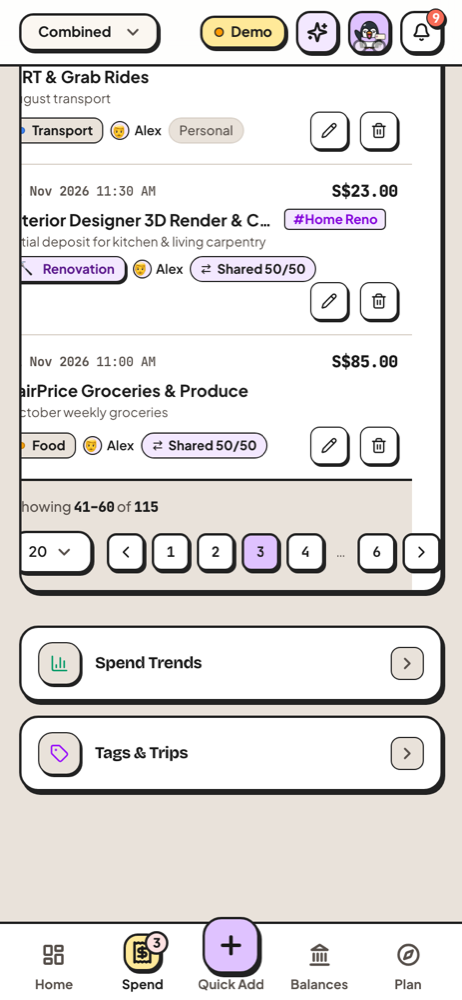 Combined
Demo
9
RT & Grab Rides
gust transport
Transport Alex Personal
Nov 2026 11:30 AM S$23.00
terior Designer 3D Render & C… #Home Reno
tial deposit for kitchen & living carpentry
Renovation Alex Shared 50/50
Nov 2026 11:00 AM S$85.00
airPrice Groceries & Produce
ctober weekly groceries
Food Alex Shared 50/50
howing 41–60 of 115
20 1 2 3 4 … 6
Spend Trends
Tags & Trips
3
Home Spend Quick Add Balances Plan